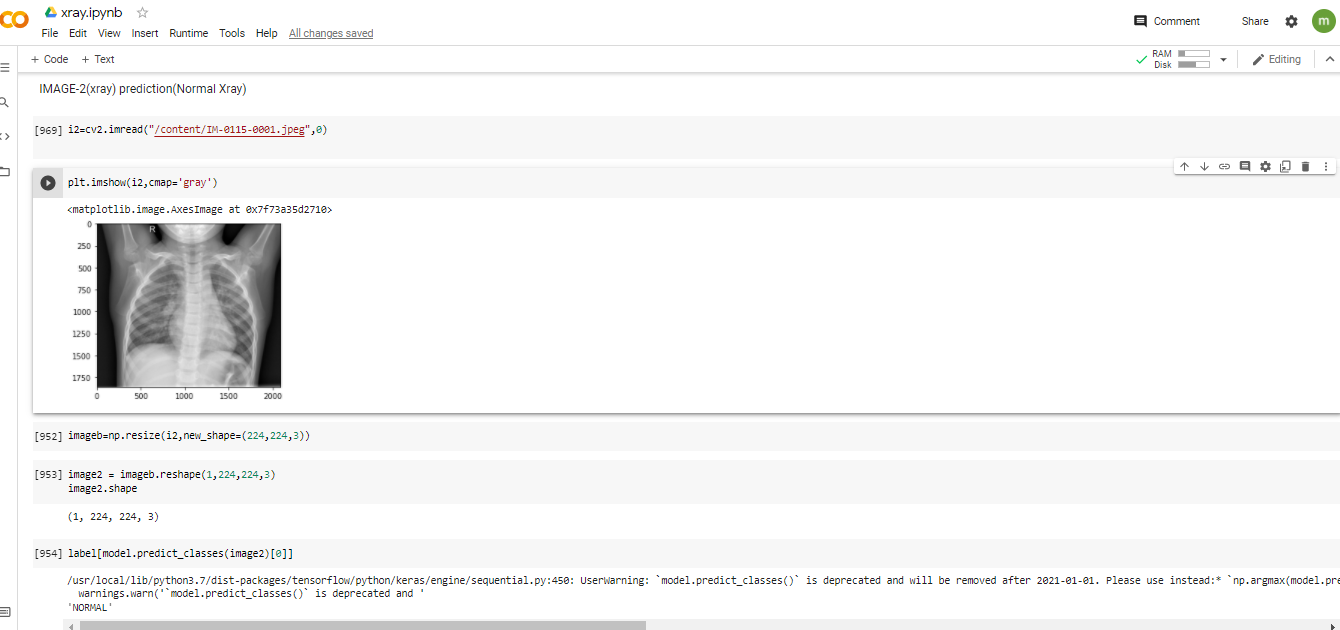 CO xray.ipynb
Comment Share m
File Edit View Insert Runtime Tools Help All changes saved
+ Code + Text
RAM
Disk
Editing
IMAGE-2(xray) prediction(Normal Xray)
[969] i2=cv2.imread("/content/IM-0115-0001.jpeg",0)
plt.imshow(i2,cmap='gray')
<matplotlib.image.AxesImage at 0x7f73a35d2710>
R
0
250
500
750
1000
1250
1500
1750
0 500 1000 1500 2000
[952] imageb=np.resize(i2,new_shape=(224,224,3))
[953] image2 = imageb.reshape(1,224,224,3)
image2.shape
(1, 224, 224, 3)
[954] label[model.predict_classes(image2)[0]]
/usr/local/lib/python3.7/dist-packages/tensorflow/python/keras/engine/sequential.py:450: UserWarning: `model.predict_classes()` is deprecated and will be removed after 2021-01-01. Please use instead:* `np.argmax(model.pre
warnings.warn('`model.predict_classes()` is deprecated and '
'NORMAL'